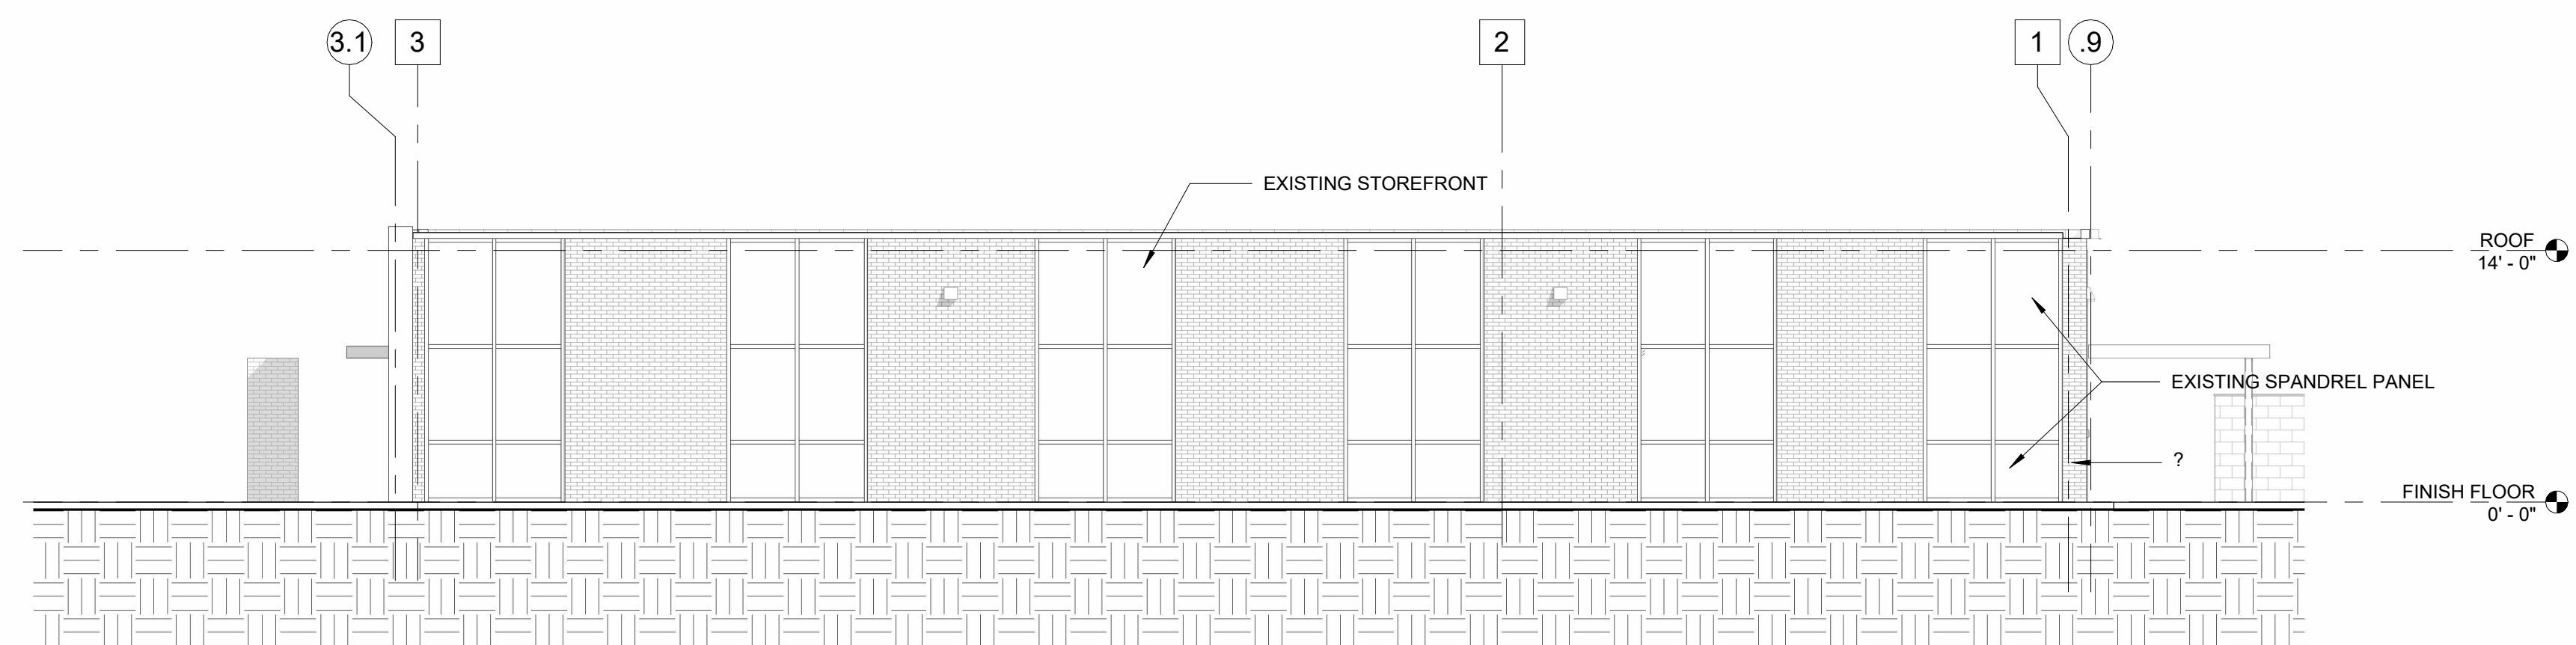 3.1
3
2
1
.9
EXISTING STOREFRONT
ROOF
14' - 0"
EXISTING SPANDREL PANEL
?
FINISH FLOOR
0' - 0"